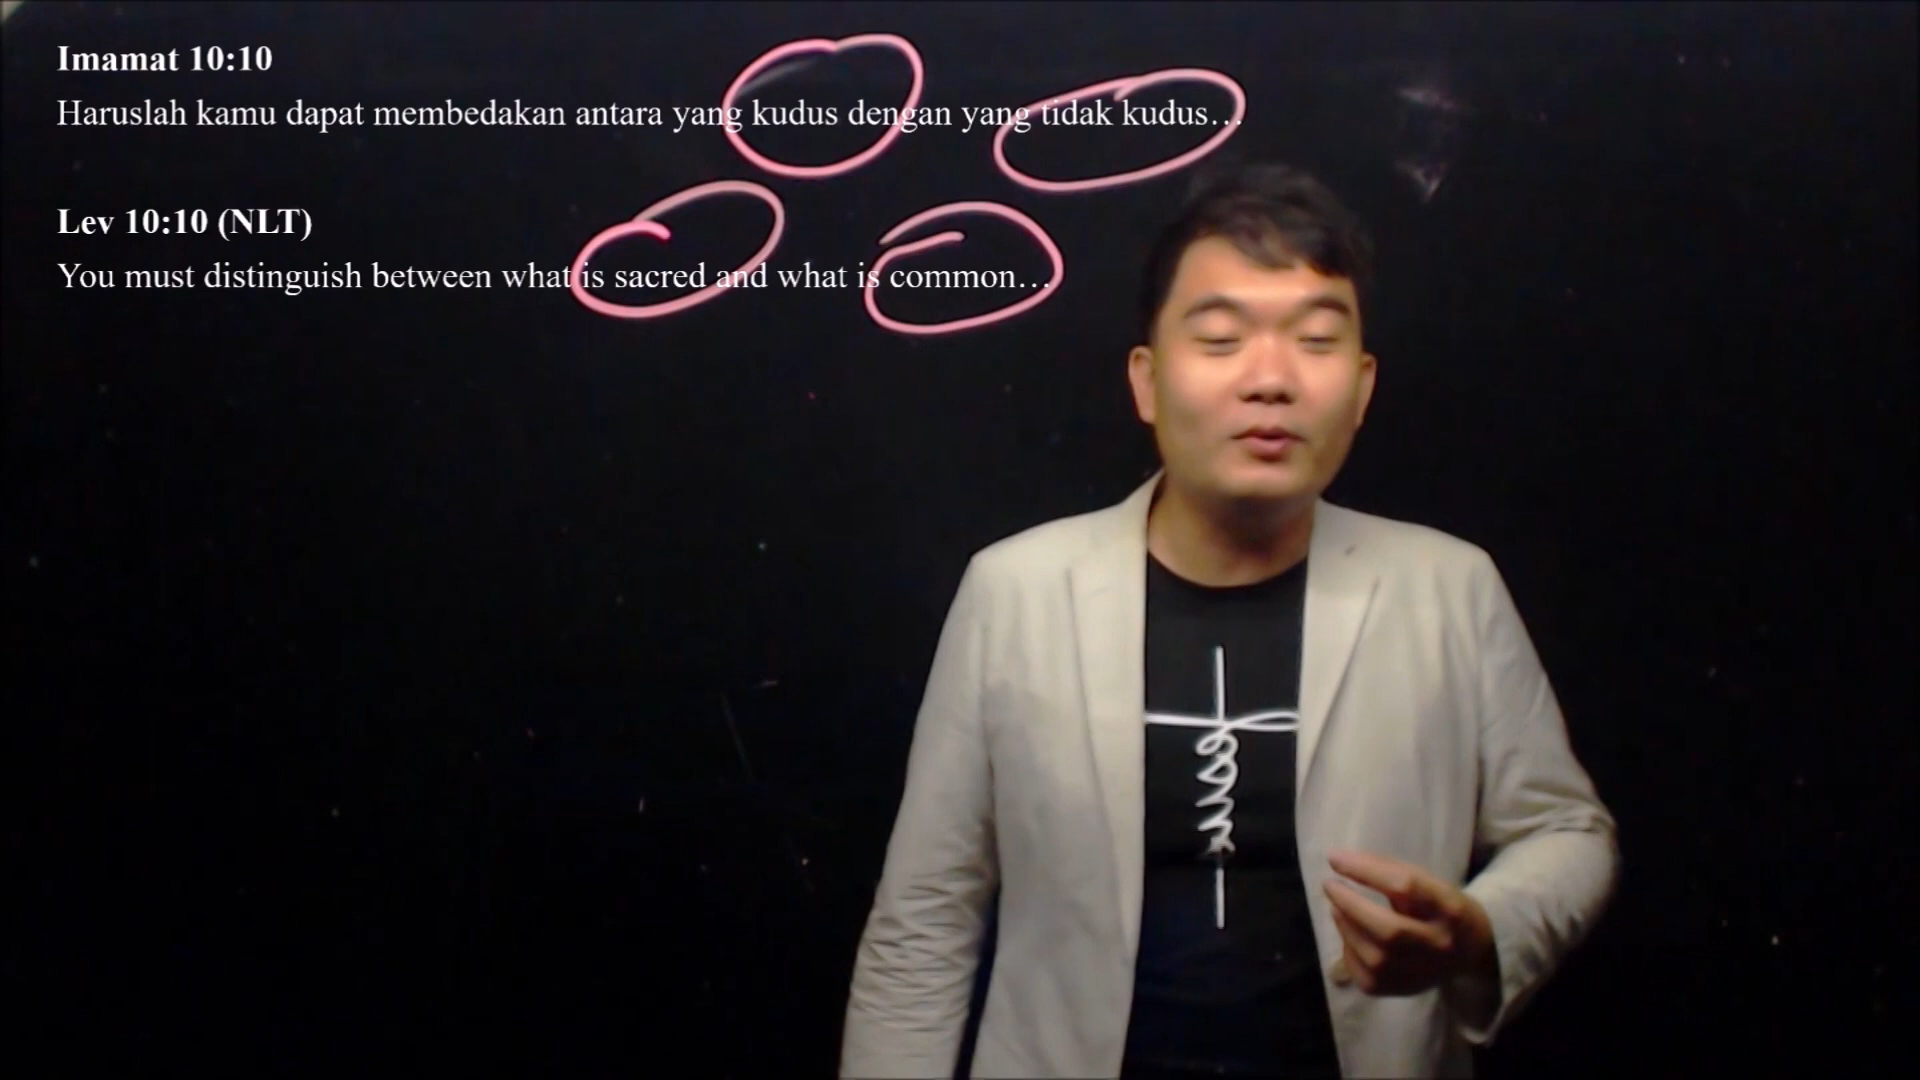 Imamat 10:10
Haruslah kamu dapat membedakan antara yang kudus dengan yang tidak kudus…
Lev 10:10 (NLT)
You must distinguish between what is sacred and what is common…